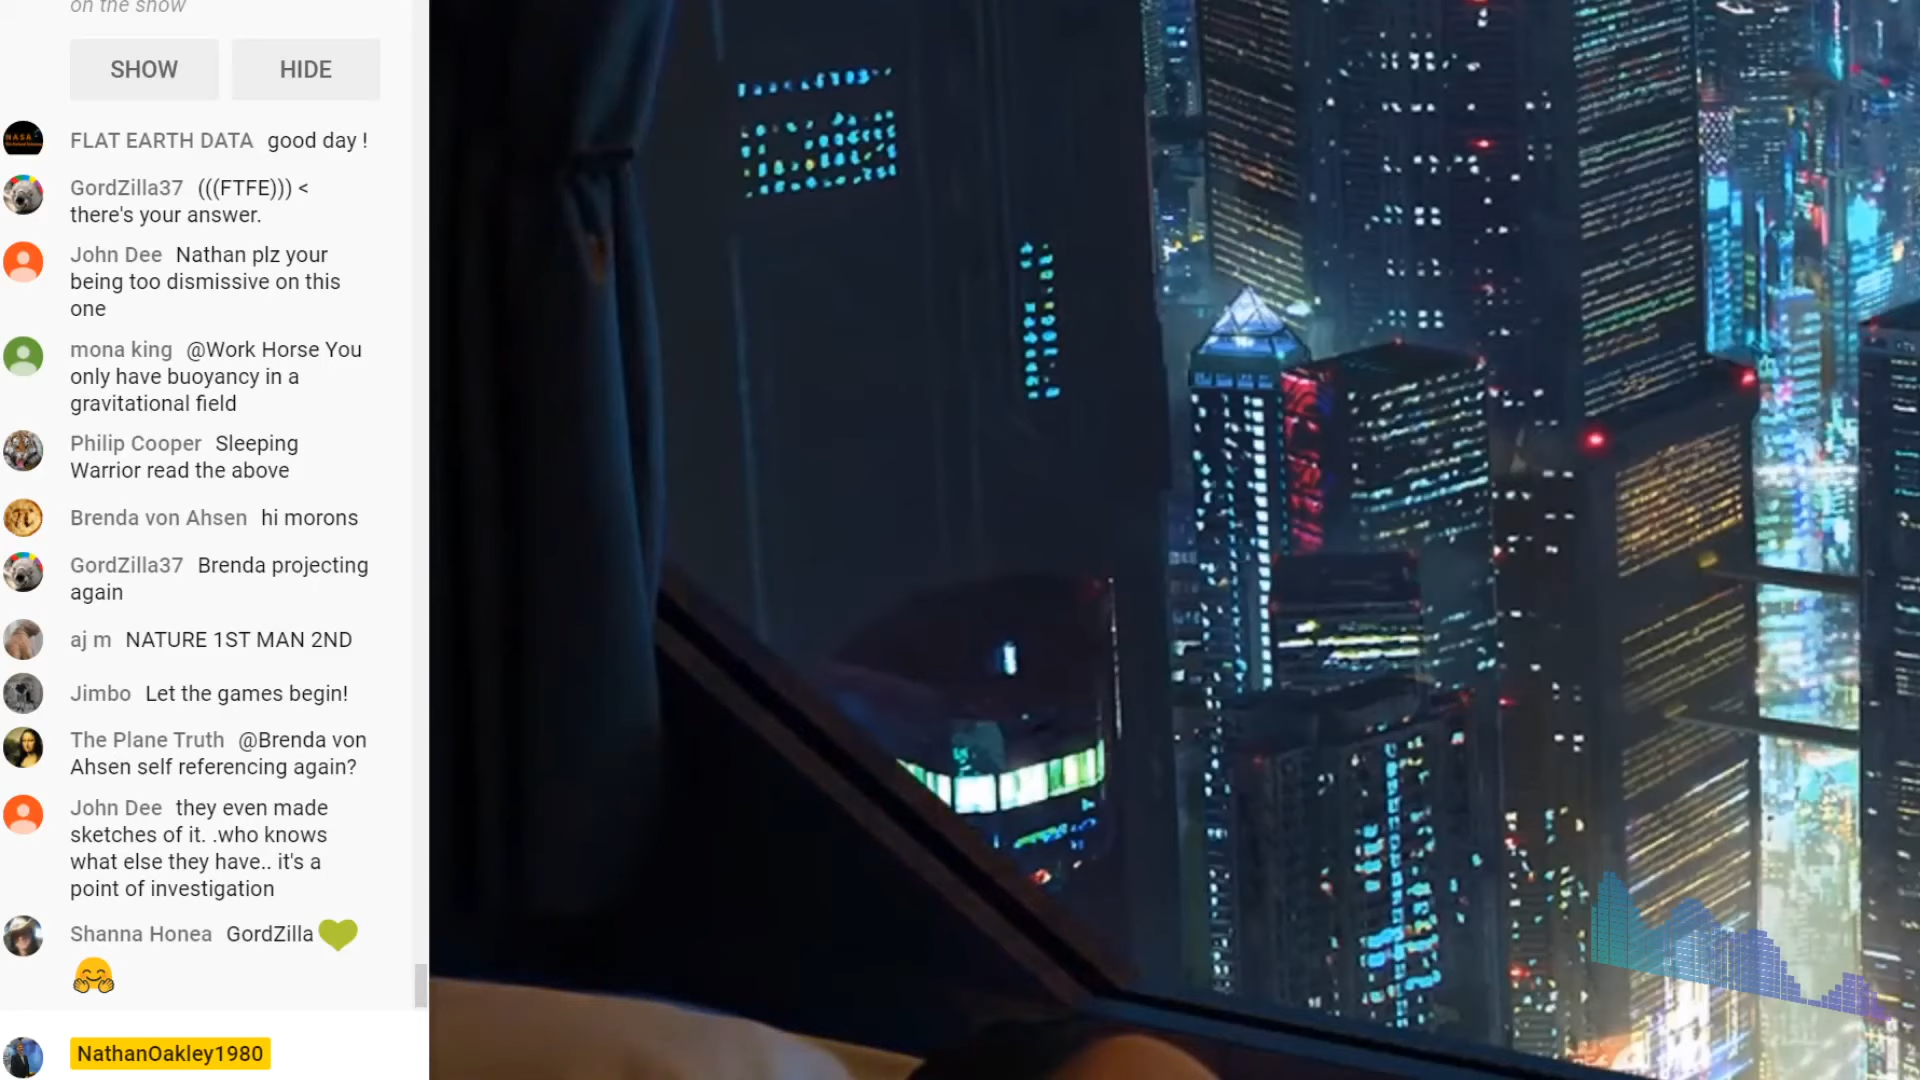 on the show
SHOW HIDE
FLAT EARTH DATA good day !
GordZilla37 (((FTFE))) <
there's your answer.
John Dee Nathan plz your
being too dismissive on this
one
mona king @Work Horse You
only have buoyancy in a
gravitational field
Philip Cooper Sleeping
Warrior read the above
Brenda von Ahsen hi morons
GordZilla37 Brenda projecting
again
aj m NATURE 1ST MAN 2ND
Jimbo Let the games begin!
The Plane Truth @Brenda von
Ahsen self referencing again?
John Dee they even made
sketches of it. .who knows
what else they have.. it's a
point of investigation
Shanna Honea GordZilla
NathanOakley1980